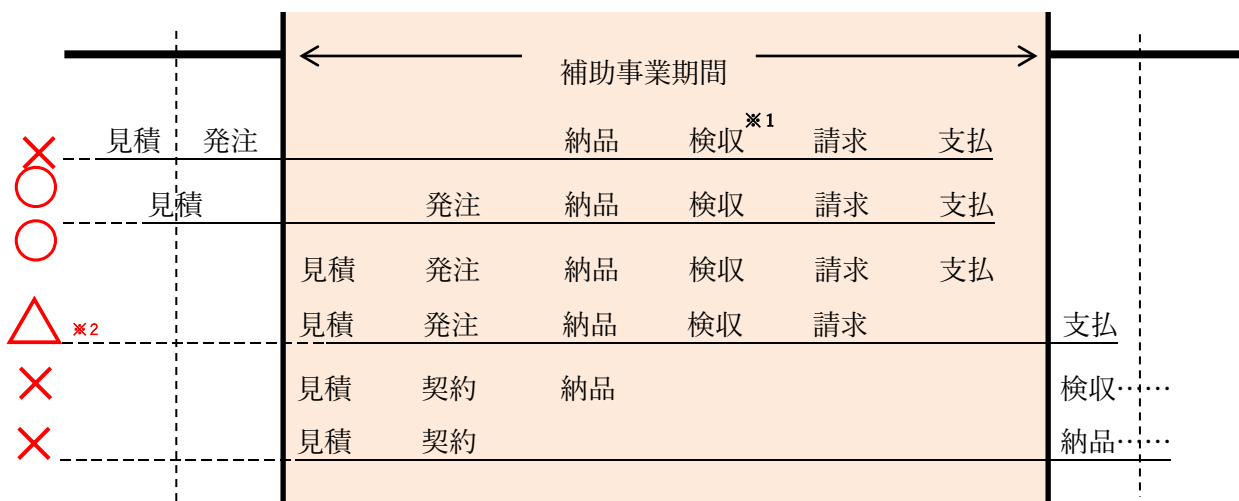 補助事業期間
× 見積 発注 納品 検収※1 請求 支払
○ 見積 発注 納品 検収 請求 支払
○ 見積 発注 納品 検収 請求 支払
△ ※2 見積 発注 納品 検収 請求 支払
× 見積 契約 納品 検収……
× 見積 契約 納品……